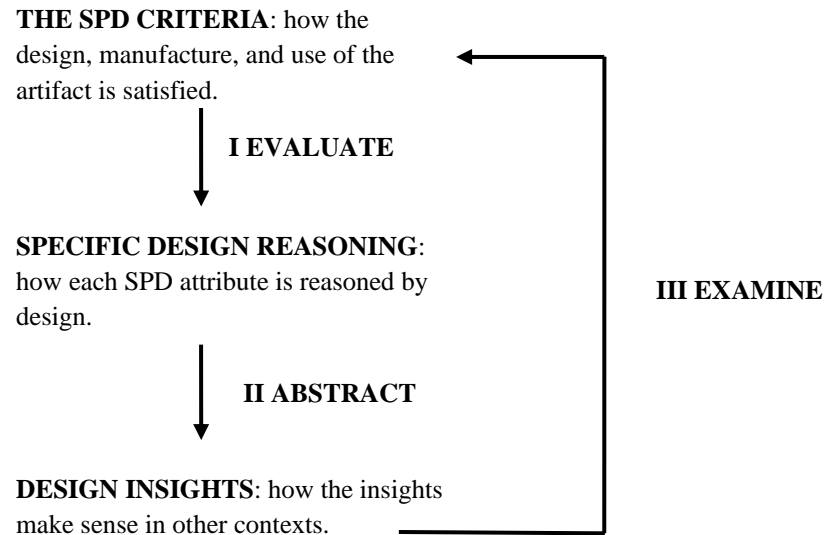 THE SPD CRITERIA: how the
design, manufacture, and use of the
artifact is satisfied.
I EVALUATE
SPECIFIC DESIGN REASONING:
how each SPD attribute is reasoned by
design.
III EXAMINE
II ABSTRACT
DESIGN INSIGHTS: how the insights
make sense in other contexts.